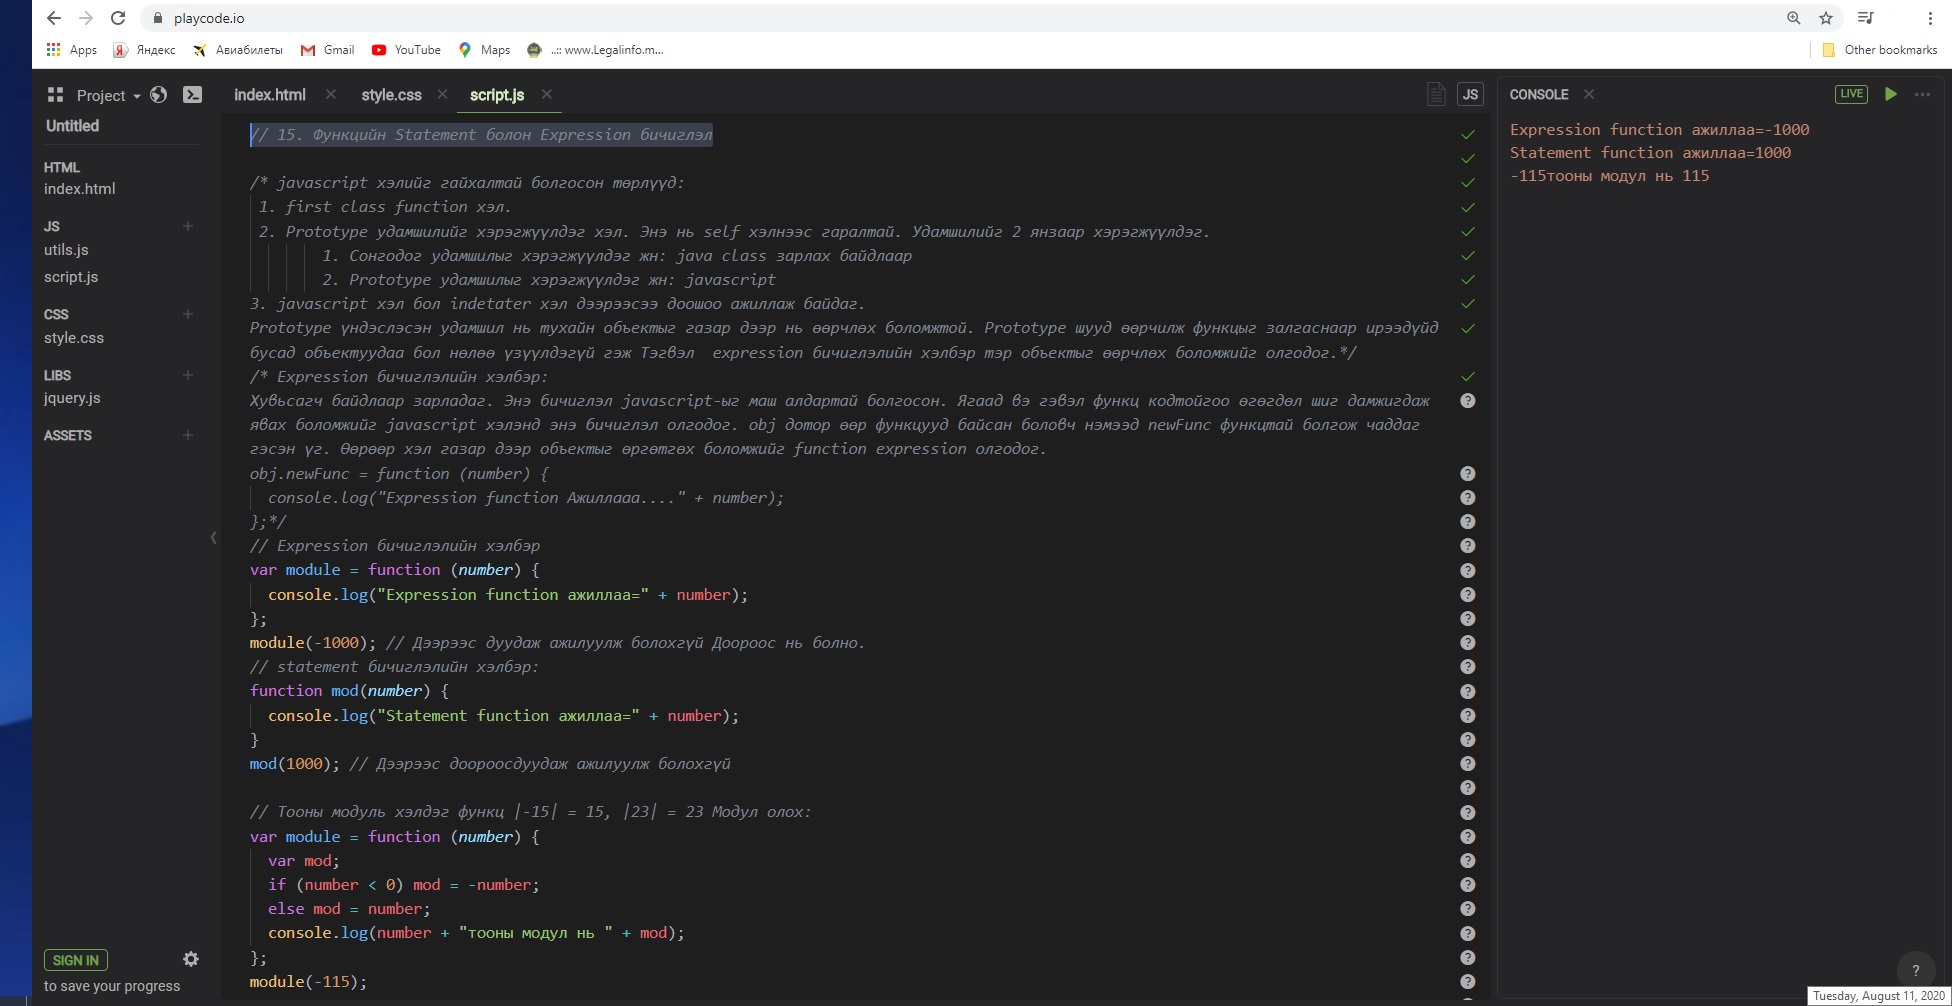 playcode.io
Apps Яндекс Авиабилеты Gmail YouTube Maps ..:: www.Legalinfo.m... Other bookmarks
Project
Untitled
HTML
index.html
JS
utils.js
script.js
CSS
style.css
LIBS
jquery.js
ASSETS
SIGN IN
to save your progress
index.html style.css script.js
JS
// 15. Функцийн Statement болон Expression бичиглэл
/* javascript хэлийг гайхалтай болгосон төрлүүд:
1. first class function хэл.
2. Prototype удамшилийг хэрэгжүүлдэг хэл. Энэ нь self хэлнээс гаралтай. Удамшилийг 2 янзаар хэрэгжүүлдэг.
1. Сонгодог удамшилыг хэрэгжүүлдэг жн: java class зарлах байдлаар
2. Prototype удамшилыг хэрэгжүүлдэг жн: javascript
3. javascript хэл бол indetater хэл дээрээсээ доошоо ажиллаж байдаг.
Prototype үндэслэсэн удамшил нь тухайн объектыг газар дээр нь өөрчлөх боломжтой. Prototype шууд өөрчилж функцыг залгаснаар ирээдүйд
бусад объектуудаа бол нөлөө үзүүлдэгүй гэж Тэгвэл  expression бичиглэлийн хэлбэр тэр объектыг өөрчлөх боломжийг олгодог.*/
/* Expression бичиглэлийн хэлбэр:
Хувьсагч байдлаар зарладаг. Энэ бичиглэл javascript-ыг маш алдартай болгосон. Ягаад вэ гэвэл функц кодтойгоо өгөгдөл шиг дамжигдаж
явах боломжийг javascript хэлэнд энэ бичиглэл олгодог. obj дотор өөр функцууд байсан боловч нэмээд newFunc функцтай болгож чаддаг
гэсэн үг. Өөрөөр хэл газар дээр объектыг өргөтгөх боломжийг function expression олгодог.
obj.newFunc = function (number) {
console.log("Expression function Ажиллааа...." + number);
};*/
// Expression бичиглэлийн хэлбэр
var module = function (number) {
console.log("Expression function ажиллаа=" + number);
};
module(-1000); // Дээрээс дуудаж ажилуулж болохгүй Доороос нь болно.
// statement бичиглэлийн хэлбэр:
function mod(number) {
console.log("Statement function ажиллаа=" + number);
}
mod(1000); // Дээрээс доороосдуудаж ажилуулж болохгүй
// Тооны модуль хэлдэг функц |-15| = 15, |23| = 23 Модул олох:
var module = function (number) {
var mod;
if (number < 0) mod = -number;
else mod = number;
console.log(number + "тооны модул нь " + mod);
};
module(-115);
CONSOLE
LIVE
Expression function ажиллаа=-1000
Statement function ажиллаа=1000
-115тооны модул нь 115
?
Tuesday, August 11, 2020